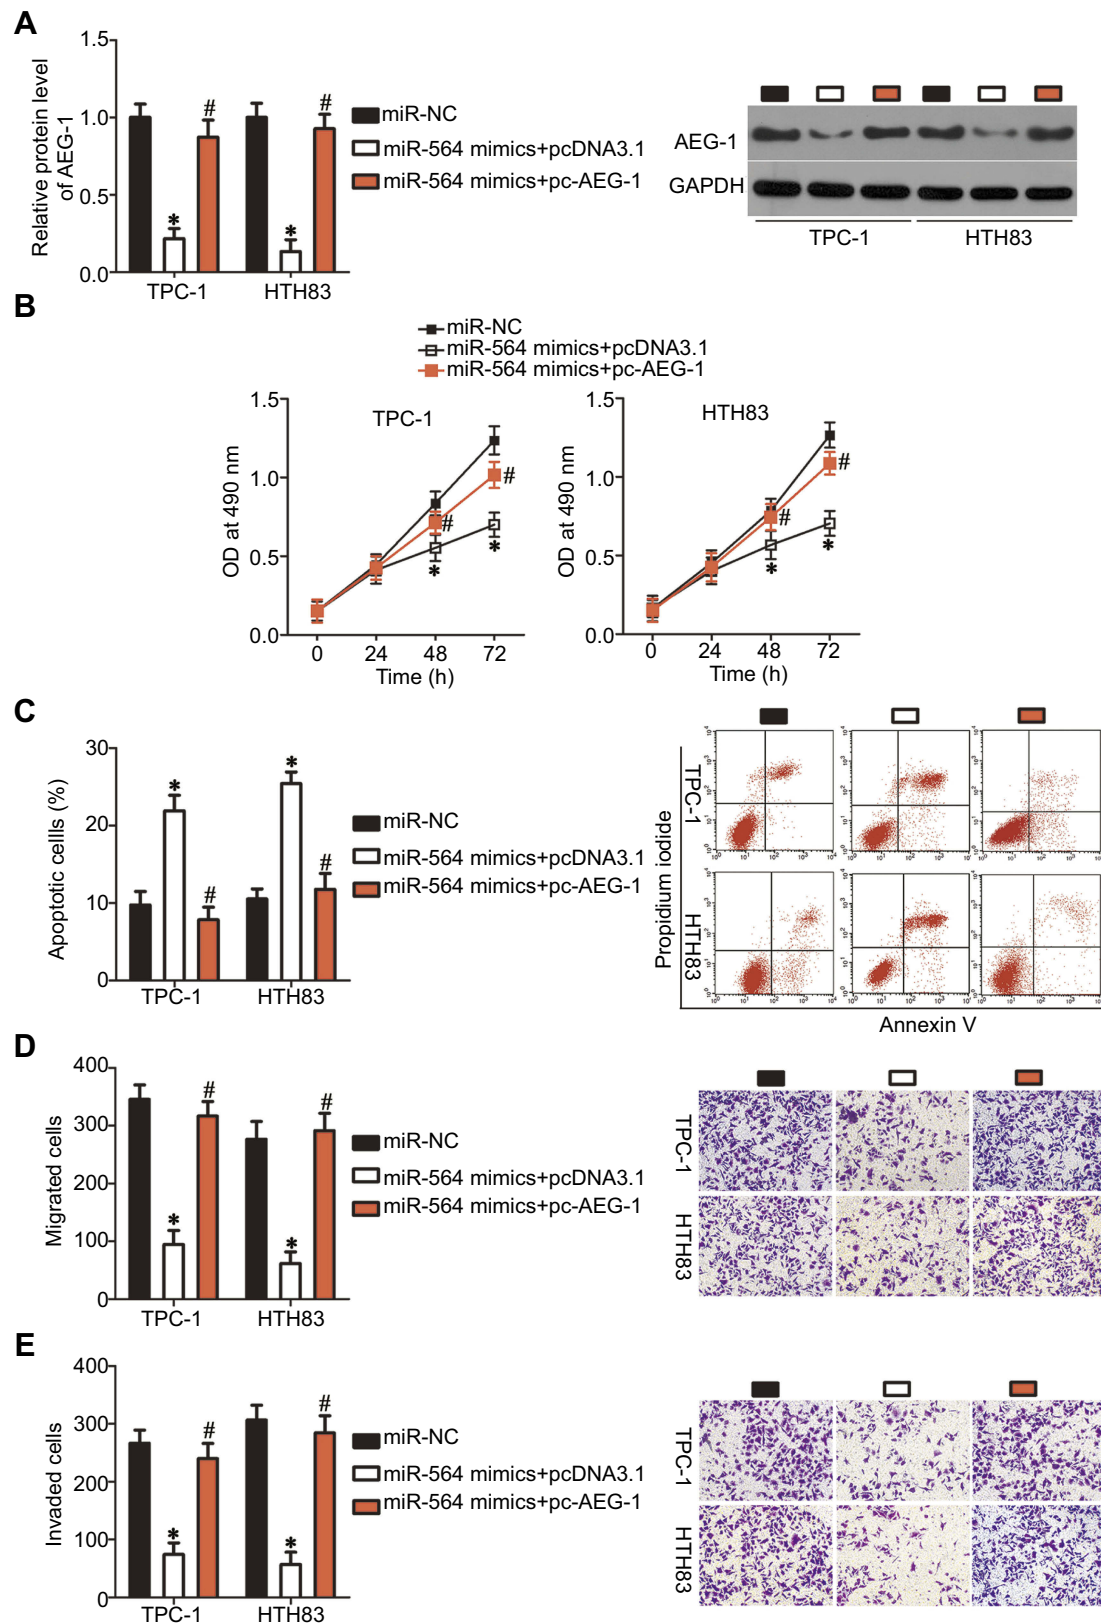 A
1.5
1.0
0.5
0.0
Relative protein level
of AEG-1
#
#
*
*
TPC-1
HTH83
miR-NC
miR-564 mimics+pcDNA3.1
miR-564 mimics+pc-AEG-1
AEG-1
GAPDH
TPC-1
HTH83
B
miR-NC
miR-564 mimics+pcDNA3.1
miR-564 mimics+pc-AEG-1
TPC-1
1.5
1.0
0.5
0.0
OD at 490 nm
#
#
*
*
0 24 48 72
Time (h)
HTH83
1.5
1.0
0.5
0.0
OD at 490 nm
#
#
*
*
0 24 48 72
Time (h)
C
30
20
10
0
Apoptotic cellls (%)
*
*
#
#
TPC-1
HTH83
miR-NC
miR-564 mimics+pcDNA3.1
miR-564 mimics+pc-AEG-1
Propidium iodide
TPC-1
HTH83
Annexin V
D
400
300
200
100
0
Migrated cells
#
#
*
*
TPC-1
HTH83
miR-NC
miR-564 mimics+pcDNA3.1
miR-564 mimics+pc-AEG-1
TPC-1
HTH83
E
400
300
200
100
0
Invaded cells
#
#
*
*
TPC-1
HTH83
miR-NC
miR-564 mimics+pcDNA3.1
miR-564 mimics+pc-AEG-1
TPC-1
HTH83